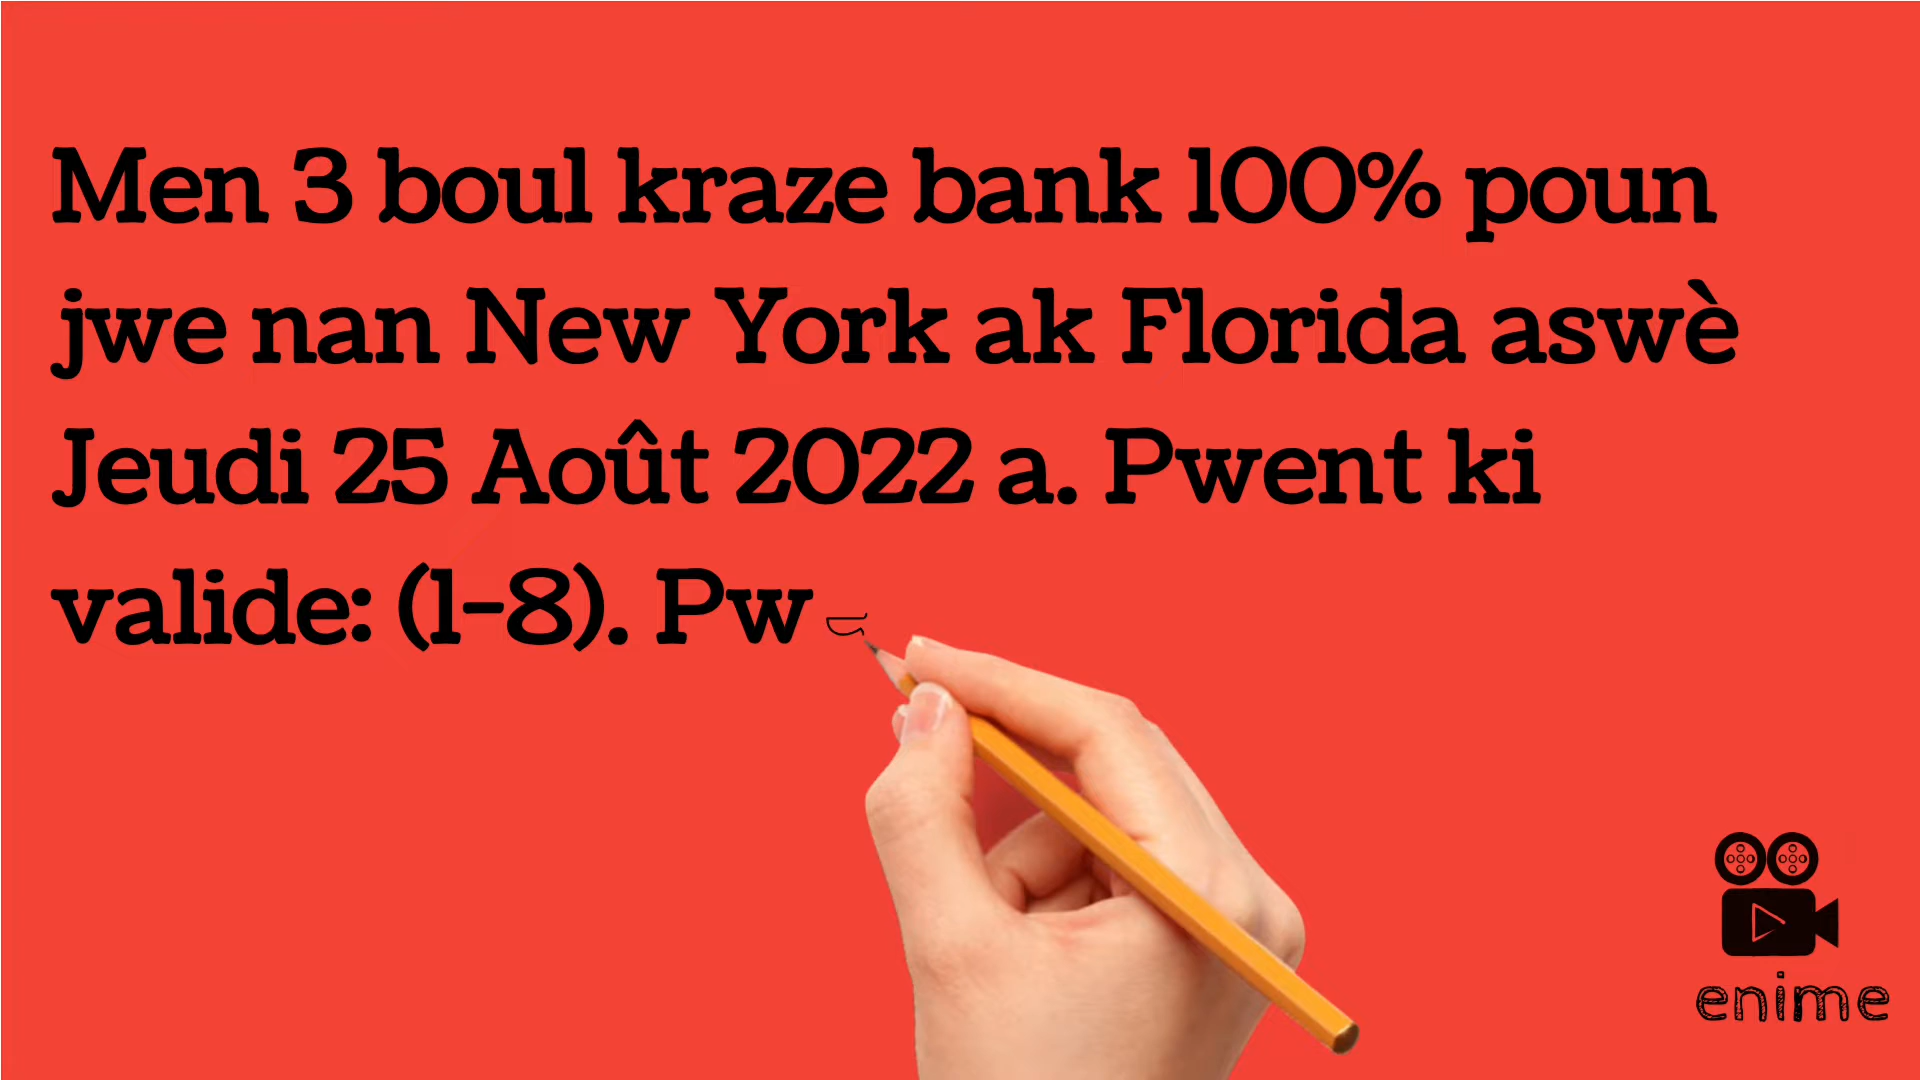 Men 3 boul kraze bank 100% poun
jwe nan New York ak Florida aswè
Jeudi 25 Août 2022 a. Pwent ki
valide: (1-8). Pw
enime